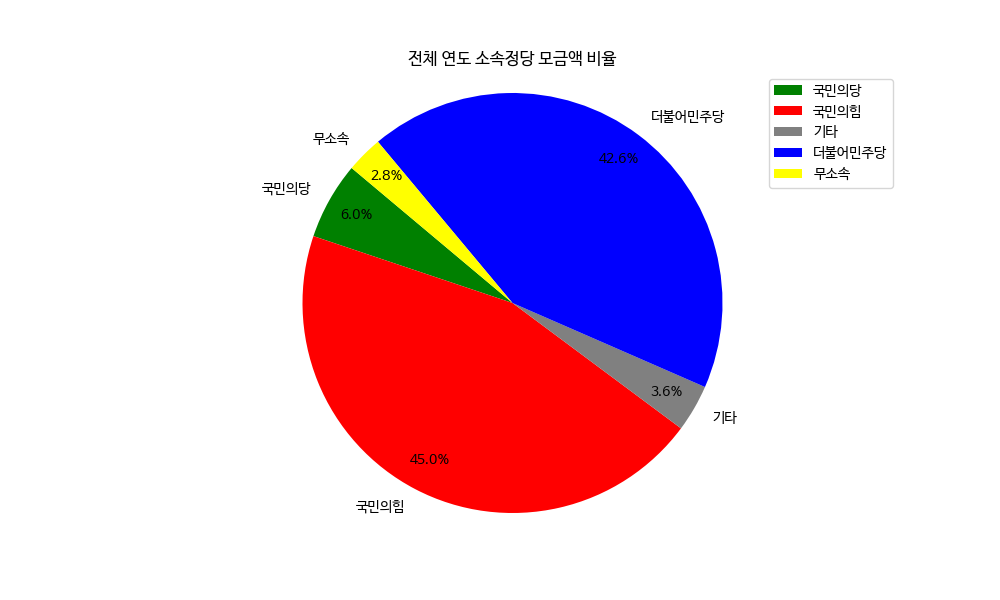 전체 연도 소속정당 모금액 비율
국민의당
국민의힘
기타
더불어민주당
무소속
더불어민주당
42.6%
무소속
2.8%
국민의당
6.0%
3.6%
기타
45.0%
국민의힘